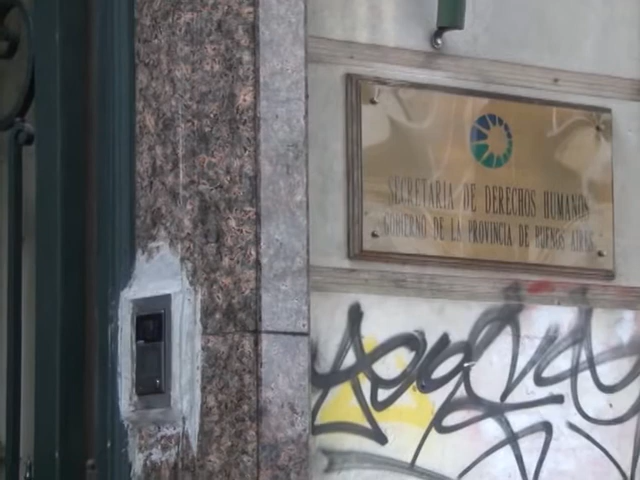 SECRETARIA DE DERECHOS HUMANOS
GOBIERNO DE LA PROVINCIA DE BUENOS AIRES